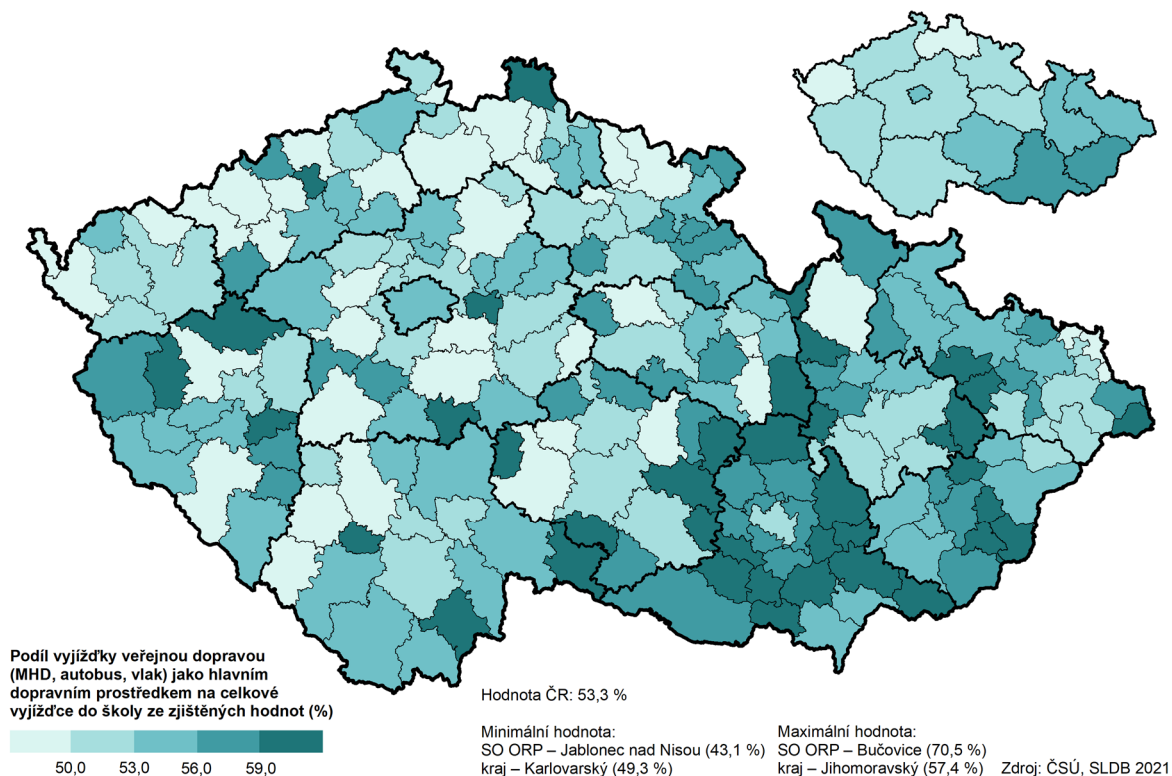 Podíl vyjížďky veřejnou dopravou
(MHD, autobus, vlak) jako hlavním
dopravním prostředkem na celkové
vyjížďce do školy ze zjištěných hodnot (%)
50,0 53,0 56,0 59,0
Hodnota ČR: 53,3 %
Minimální hodnota:
SO ORP – Jablonec nad Nisou (43,1 %)
kraj – Karlovarský (49,3 %)
Maximální hodnota:
SO ORP – Bučovice (70,5 %)
kraj – Jihomoravský (57,4 %)
Zdroj: ČSÚ, SLDB 2021